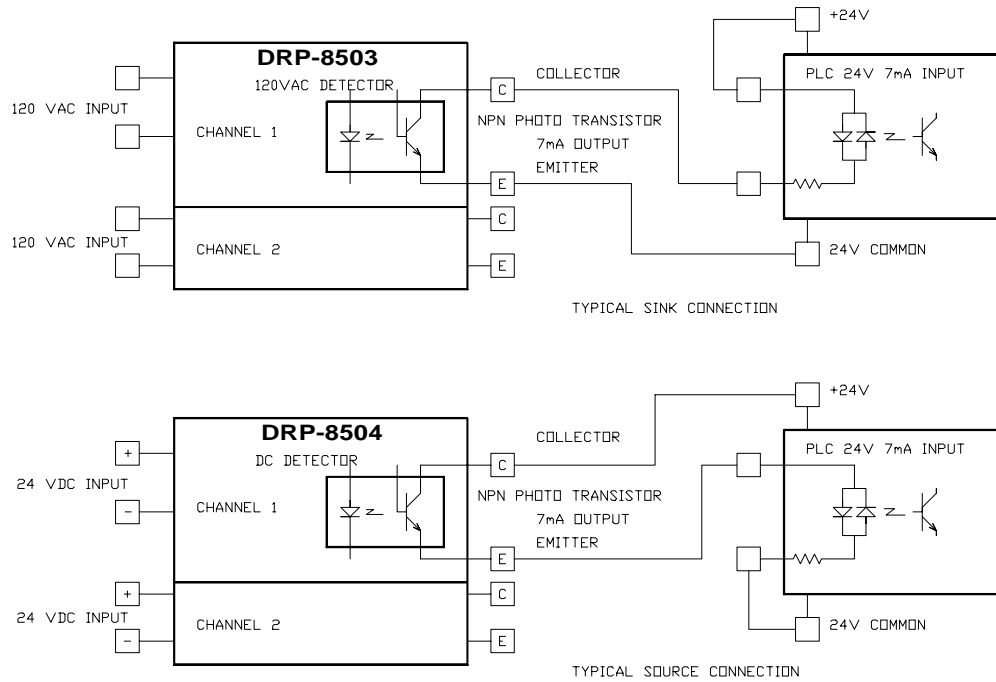 +24V
DRP-8503
120VAC DETECTOR
COLLECTOR
PLC 24V 7mA INPUT
C
120 VAC INPUT
CHANNEL 1
NPN PHOTO TRANSISTOR
7mA OUTPUT
EMITTER
E
C
120 VAC INPUT
CHANNEL 2
24V COMMON
E
TYPICAL SINK CONNECTION
+24V
DRP-8504
DC DETECTOR
COLLECTOR
PLC 24V 7mA INPUT
+
C
24 VDC INPUT
CHANNEL 1
NPN PHOTO TRANSISTOR
7mA OUTPUT
-
EMITTER
E
+
C
24 VDC INPUT
CHANNEL 2
24V COMMON
-
E
TYPICAL SOURCE CONNECTION